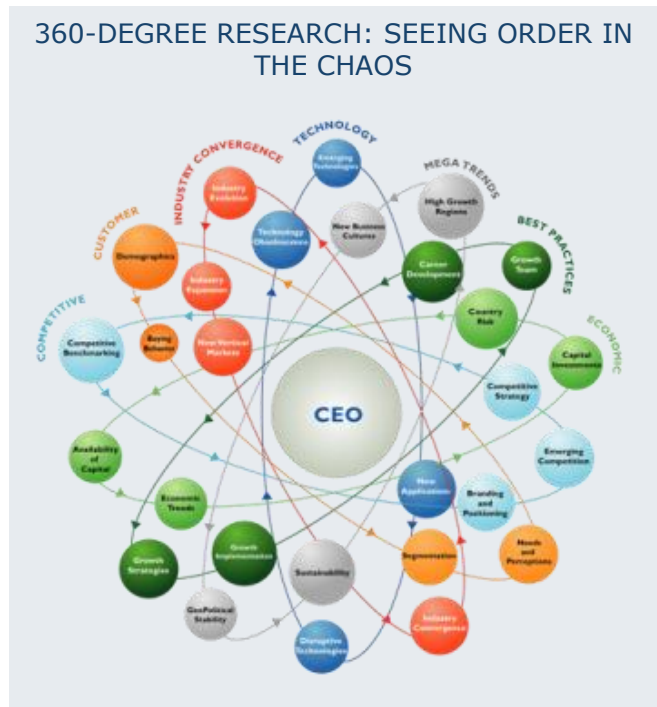 360-DEGREE RESEARCH: SEEING ORDER IN
THE CHAOS
TECHNOLOGY
INDUSTRY CONVERGENCE
MEGA TRENDS
CUSTOMER
BEST PRACTICES
COMPETITIVE
ECONOMIC
Emerging
Technologies
Industry
Evolution
High Growth
Regions
Technology
Obsolescence
New Business
Cultures
Demographics
Career
Development
Growth
Team
Industry
Expansion
Country
Risk
Competitive
Benchmarking
Buying
Behavior
New Vertical
Markets
Capital
Investments
Competitive
Strategy
CEO
Availability
of
Capital
Emerging
Competition
New
Applications
Economic
Trends
Branding
and
Positioning
Growth
Strategies
Growth
Implementation
Segmentation
Needs
and
Perceptions
Sustainability
GeoPolitical
Stability
Industry
Convergence
Disruptive
Technologies